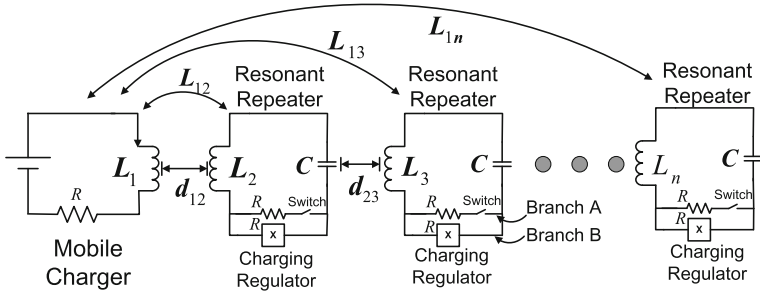 L1n
L13
L12
Resonant
Repeater
Resonant
Repeater
Resonant
Repeater
L1
d12
L2
C
d23
L3
C
Ln
C
R
R
Switch
R
Switch
R
Switch
R
x
R
x
R
x
Branch A
Branch B
Mobile
Charger
Charging
Regulator
Charging
Regulator
Charging
Regulator